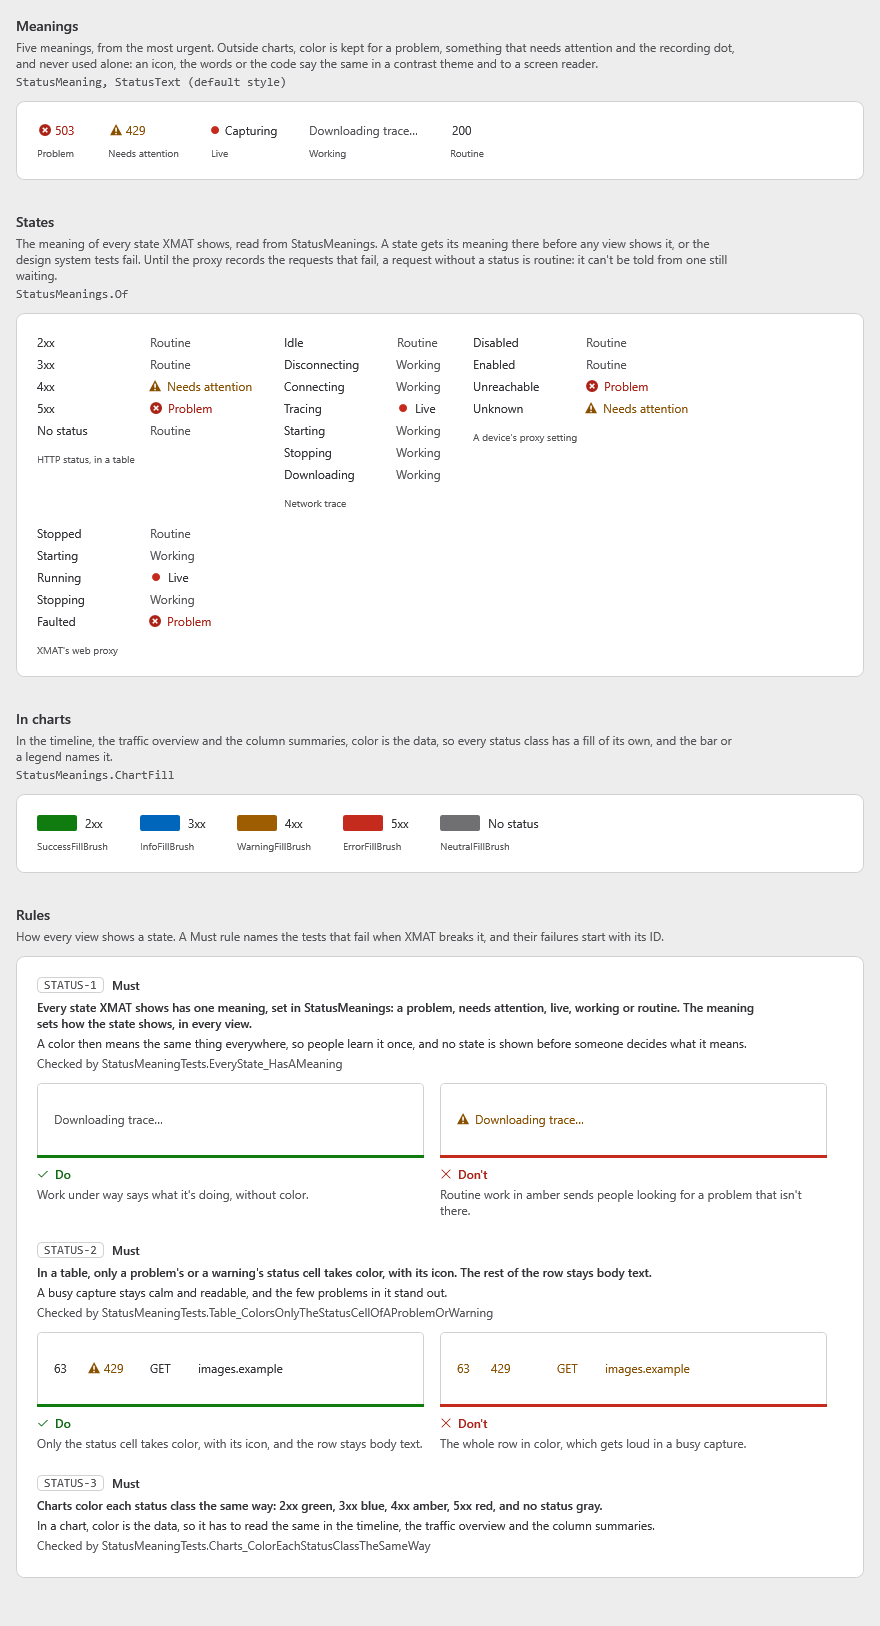 Meanings
Five meanings, from the most urgent. Outside charts, color is kept for a problem, something that needs attention and the recording dot,
and never used alone: an icon, the words or the code say the same in a contrast theme and to a screen reader.
StatusMeaning, StatusText (default style)
503
429
Capturing
Downloading trace...
200
Problem
Needs attention
Live
Working
Routine
States
The meaning of every state XMAT shows, read from StatusMeanings. A state gets its meaning there before any view shows it, or the
design system tests fail. Until the proxy records the requests that fail, a request without a status is routine: it can't be told from one still
waiting.
StatusMeanings.Of
2xx Routine
3xx Routine
4xx Needs attention
5xx Problem
No status Routine
HTTP status, in a table
Idle Routine
Disconnecting Working
Connecting Working
Tracing Live
Starting Working
Stopping Working
Downloading Working
Network trace
Disabled Routine
Enabled Routine
Unreachable Problem
Unknown Needs attention
A device's proxy setting
Stopped Routine
Starting Working
Running Live
Stopping Working
Faulted Problem
XMAT's web proxy
In charts
In the timeline, the traffic overview and the column summaries, color is the data, so every status class has a fill of its own, and the bar or
a legend names it.
StatusMeanings.ChartFill
2xx
3xx
4xx
5xx
No status
SuccessFillBrush
InfoFillBrush
WarningFillBrush
ErrorFillBrush
NeutralFillBrush
Rules
How every view shows a state. A Must rule names the tests that fail when XMAT breaks it, and their failures start with its ID.
STATUS-1 Must
Every state XMAT shows has one meaning, set in StatusMeanings: a problem, needs attention, live, working or routine. The meaning
sets how the state shows, in every view.
A color then means the same thing everywhere, so people learn it once, and no state is shown before someone decides what it means.
Checked by StatusMeaningTests.EveryState_HasAMeaning
Downloading trace...
Do
Work under way says what it's doing, without color.
Downloading trace...
Don't
Routine work in amber sends people looking for a problem that isn't
there.
STATUS-2 Must
In a table, only a problem's or a warning's status cell takes color, with its icon. The rest of the row stays body text.
A busy capture stays calm and readable, and the few problems in it stand out.
Checked by StatusMeaningTests.Table_ColorsOnlyTheStatusCellOfAProblemOrWarning
63 429 GET images.example
Do
Only the status cell takes color, with its icon, and the row stays body text.
63 429 GET images.example
Don't
The whole row in color, which gets loud in a busy capture.
STATUS-3 Must
Charts color each status class the same way: 2xx green, 3xx blue, 4xx amber, 5xx red, and no status gray.
In a chart, color is the data, so it has to read the same in the timeline, the traffic overview and the column summaries.
Checked by StatusMeaningTests.Charts_ColorEachStatusClassTheSameWay